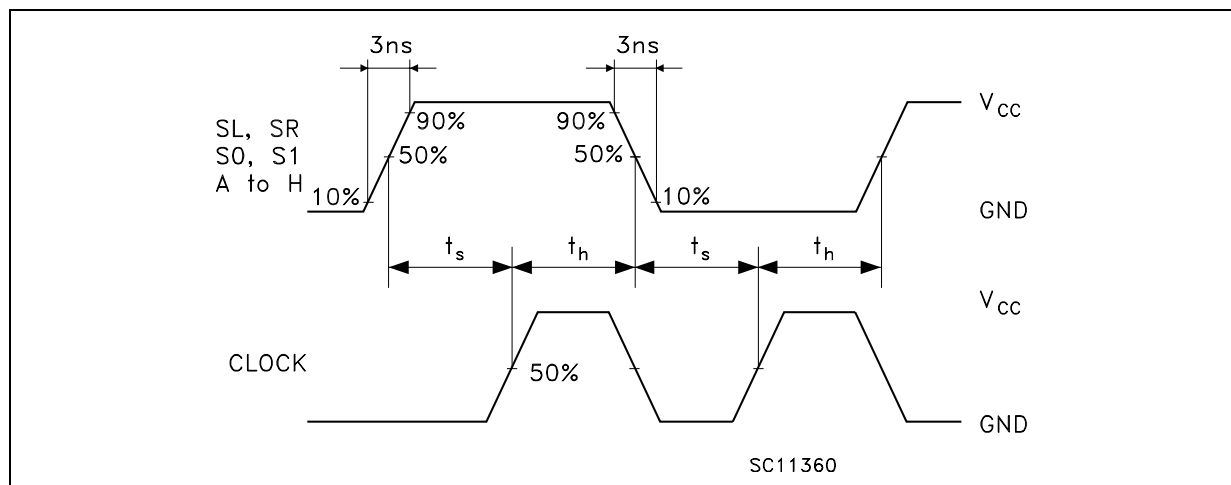 3ns 3ns
V_CC
90% 90%
SL, SR
S0, S1
A to H
50% 50%
10% 10%
GND
t_s t_h t_s t_h
V_CC
CLOCK
50%
GND
SC11360